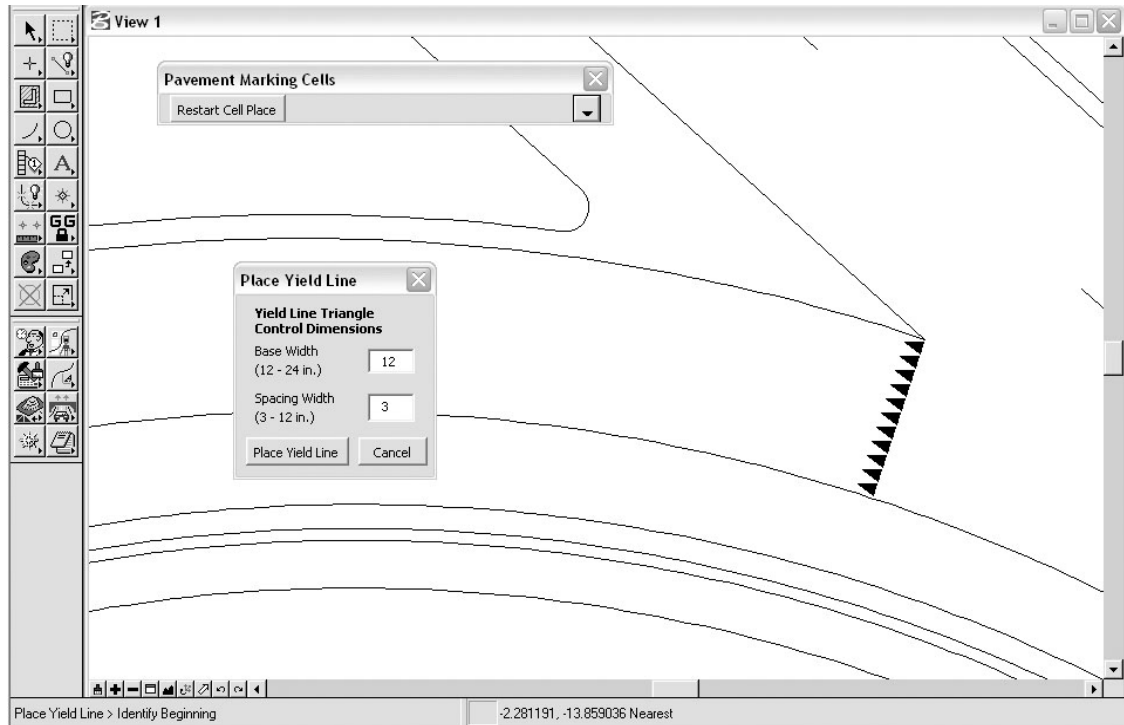 View 1
Pavement Marking Cells
Restart Cell Place
Place Yield Line
Yield Line Triangle
Control Dimensions
Base Width
(12 - 24 in.)
12
Spacing Width
(3 - 12 in.)
3
Place Yield Line
Cancel
A
GG
Place Yield Line > Identify Beginning
-2.281191, -13.859036 Nearest